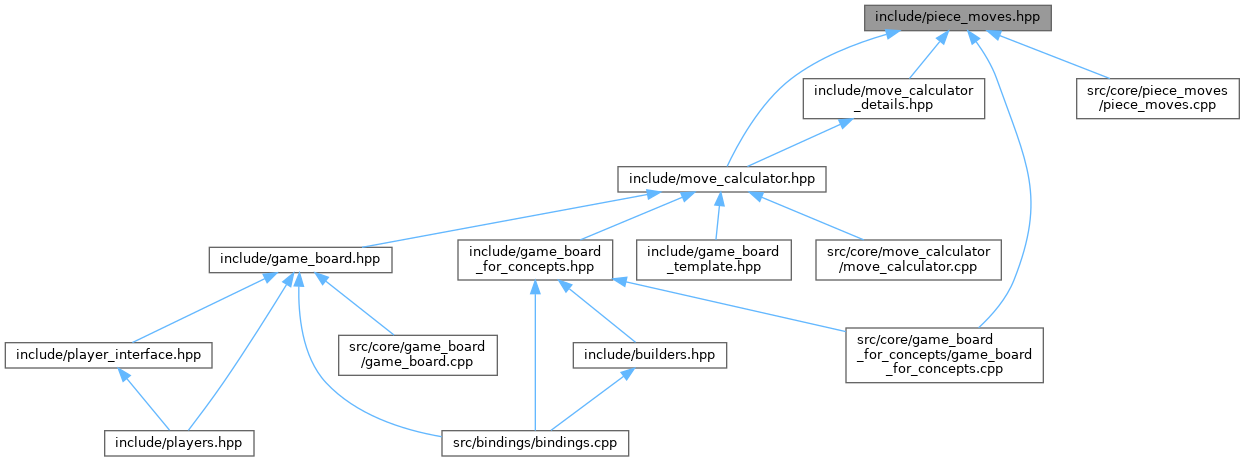 include/piece_moves.hpp
include/move_calculator
_details.hpp
src/core/piece_moves
/piece_moves.cpp
include/move_calculator.hpp
include/game_board.hpp
include/game_board
_for_concepts.hpp
include/game_board
_template.hpp
src/core/move_calculator
/move_calculator.cpp
include/player_interface.hpp
src/core/game_board
/game_board.cpp
include/builders.hpp
src/core/game_board
_for_concepts/game_board
_for_concepts.cpp
include/players.hpp
src/bindings/bindings.cpp